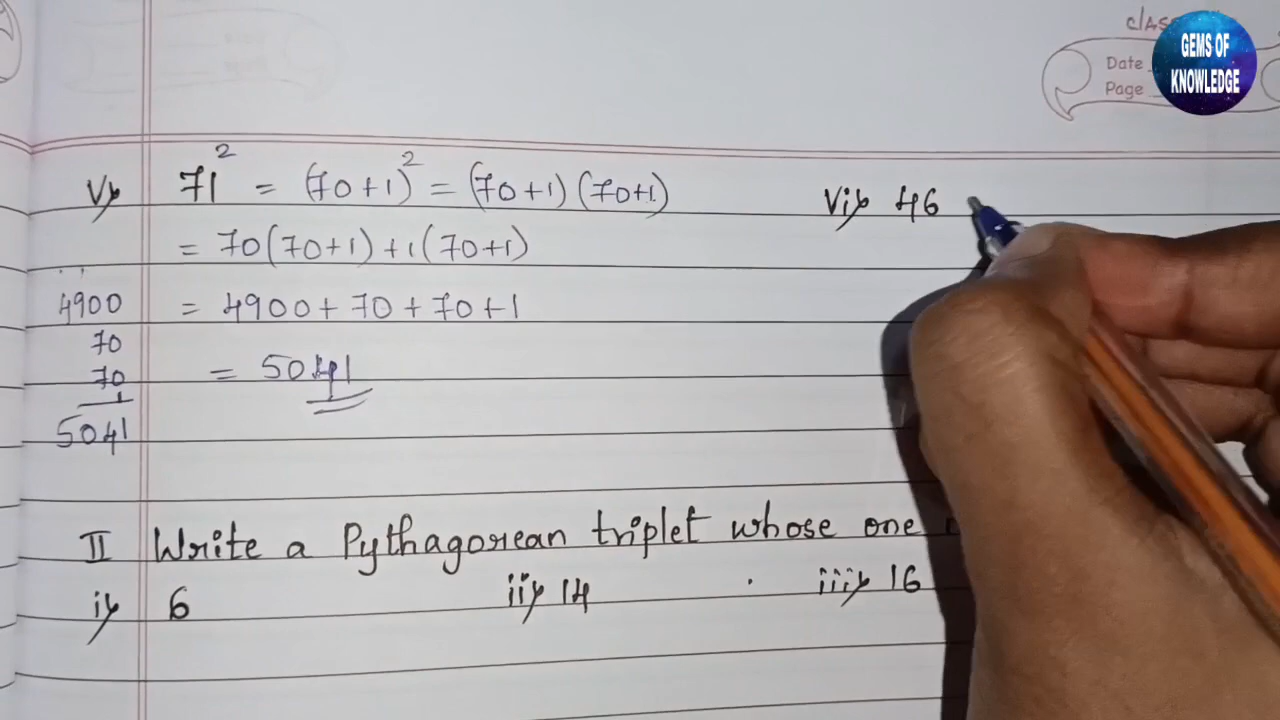 class
GEMS OF
KNOWLEDGE
Date
Page
v) 71² = (70+1)² = (70+1)(70+1)
vi) 46
= 70(70+1)+1(70+1)
4900 = 4900+70+70+1
70
70 = 5041
1
5041
II Write a Pythagorean triplet whose one
i) 6 ii) 14 iii) 16